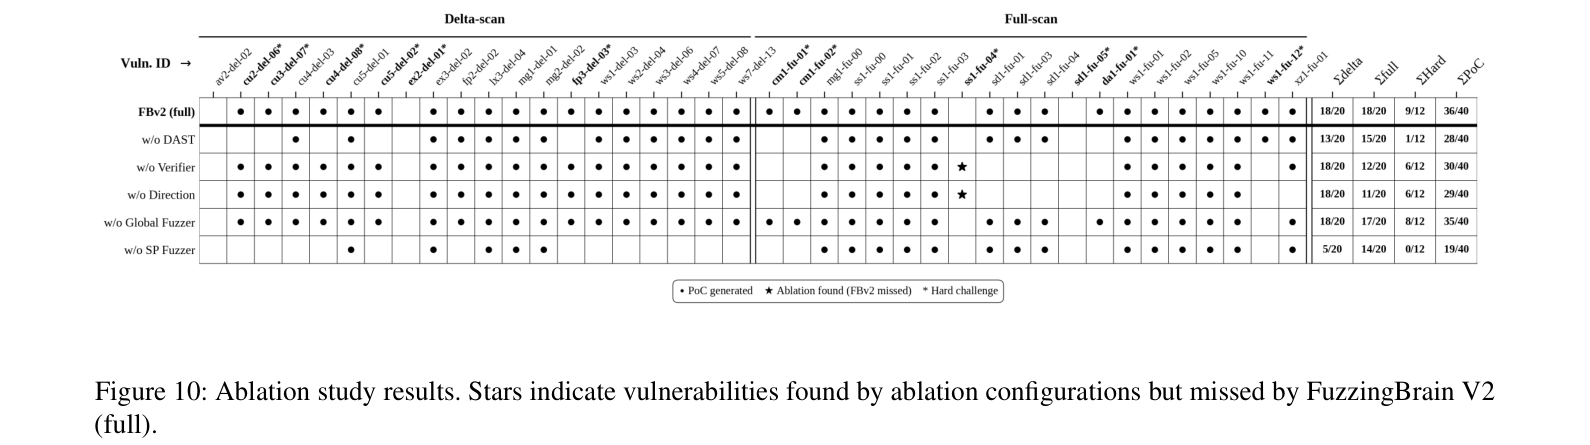 Delta-scan Full-scan
Vuln. ID → av2-del-02 cu2-del-06* cu3-del-07* cu4-del-03 cu4-del-08* cu5-del-01 cu5-del-02* ex2-del-01* ex3-del-02 fp2-del-02 lx3-del-04 mg1-del-01 mg2-del-02 fp3-del-03* ws1-del-03 ws2-del-04 ws3-del-06 ws4-del-07 ws5-del-08 ws7-del-13 cm1-fu-01* cm1-fu-02* mg1-fu-00 ss1-fu-00 ss1-fu-01 ss1-fu-02 ss1-fu-03 ss1-fu-04* sd1-fu-01 sd1-fu-03 sd1-fu-04 sd1-fu-05* da1-fu-01* ws1-fu-01 ws1-fu-02 ws1-fu-05 ws1-fu-10 ws1-fu-11 ws1-fu-12* xz1-fu-01 Σdelta Σfull ΣHard ΣPoC
FBv2 (full) 18/20 18/20 9/12 36/40
w/o DAST 13/20 15/20 1/12 28/40
w/o Verifier ★ 18/20 12/20 6/12 30/40
w/o Direction ★ 18/20 11/20 6/12 29/40
w/o Global Fuzzer 18/20 17/20 8/12 35/40
w/o SP Fuzzer 5/20 14/20 0/12 19/40
• PoC generated ★ Ablation found (FBv2 missed) * Hard challenge
Figure 10: Ablation study results. Stars indicate vulnerabilities found by ablation configurations but missed by FuzzingBrain V2
(full).